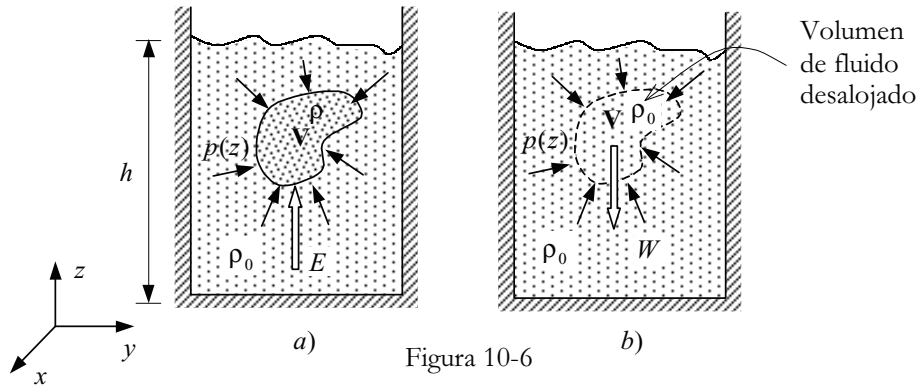 h
z
y
x
p(z)
V
ρ
ρ₀
E
a)
p(z)
V
ρ₀
ρ₀
W
b)
Volumen
de fluido
desalojado
Figura 10-6